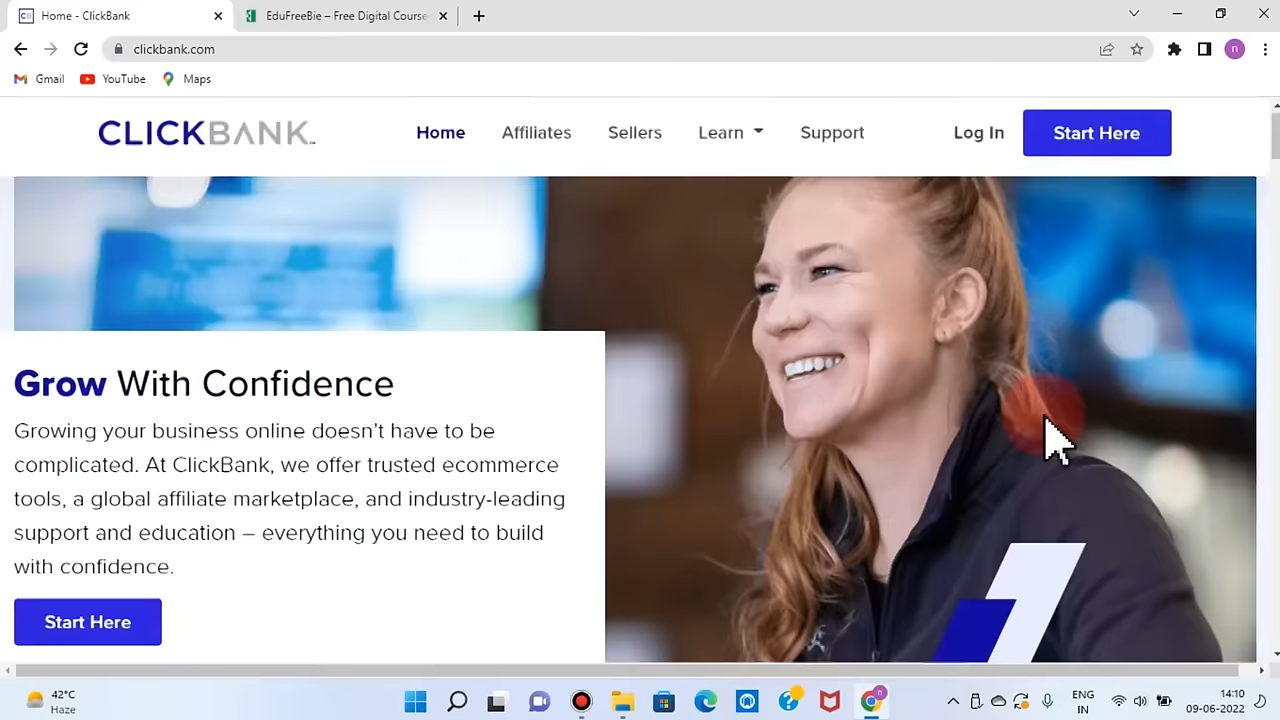 Home - ClickBank
EduFreeBie – Free Digital Course
clickbank.com
n
Gmail
YouTube
Maps
CLICKBANK
Home
Affiliates
Sellers
Learn
Support
Log In
Start Here
Grow With Confidence
Growing your business online doesn’t have to be
complicated. At ClickBank, we offer trusted ecommerce
tools, a global affiliate marketplace, and industry-leading
support and education – everything you need to build
with confidence.
Start Here
42°C
Haze
ENG
IN
14:10
09-06-2022